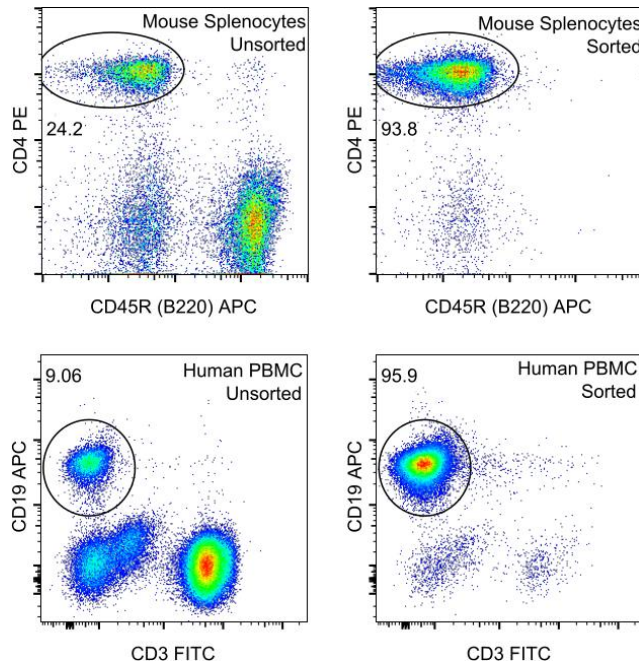 Mouse Splenocytes
Unsorted
24.2
CD4 PE
CD45R (B220) APC
Mouse Splenocytes
Sorted
93.8
CD4 PE
CD45R (B220) APC
9.06
Human PBMC
Unsorted
CD19 APC
CD3 FITC
95.9
Human PBMC
Sorted
CD19 APC
CD3 FITC